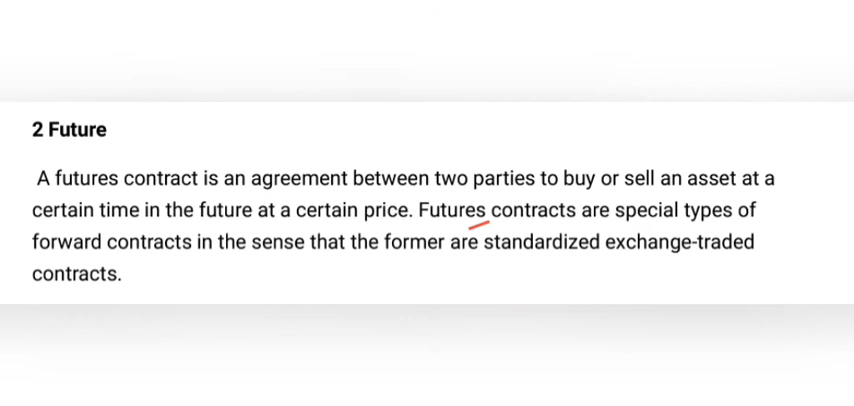 2 Future
A futures contract is an agreement between two parties to buy or sell an asset at a
certain time in the future at a certain price. Futures contracts are special types of
forward contracts in the sense that the former are standardized exchange-traded
contracts.